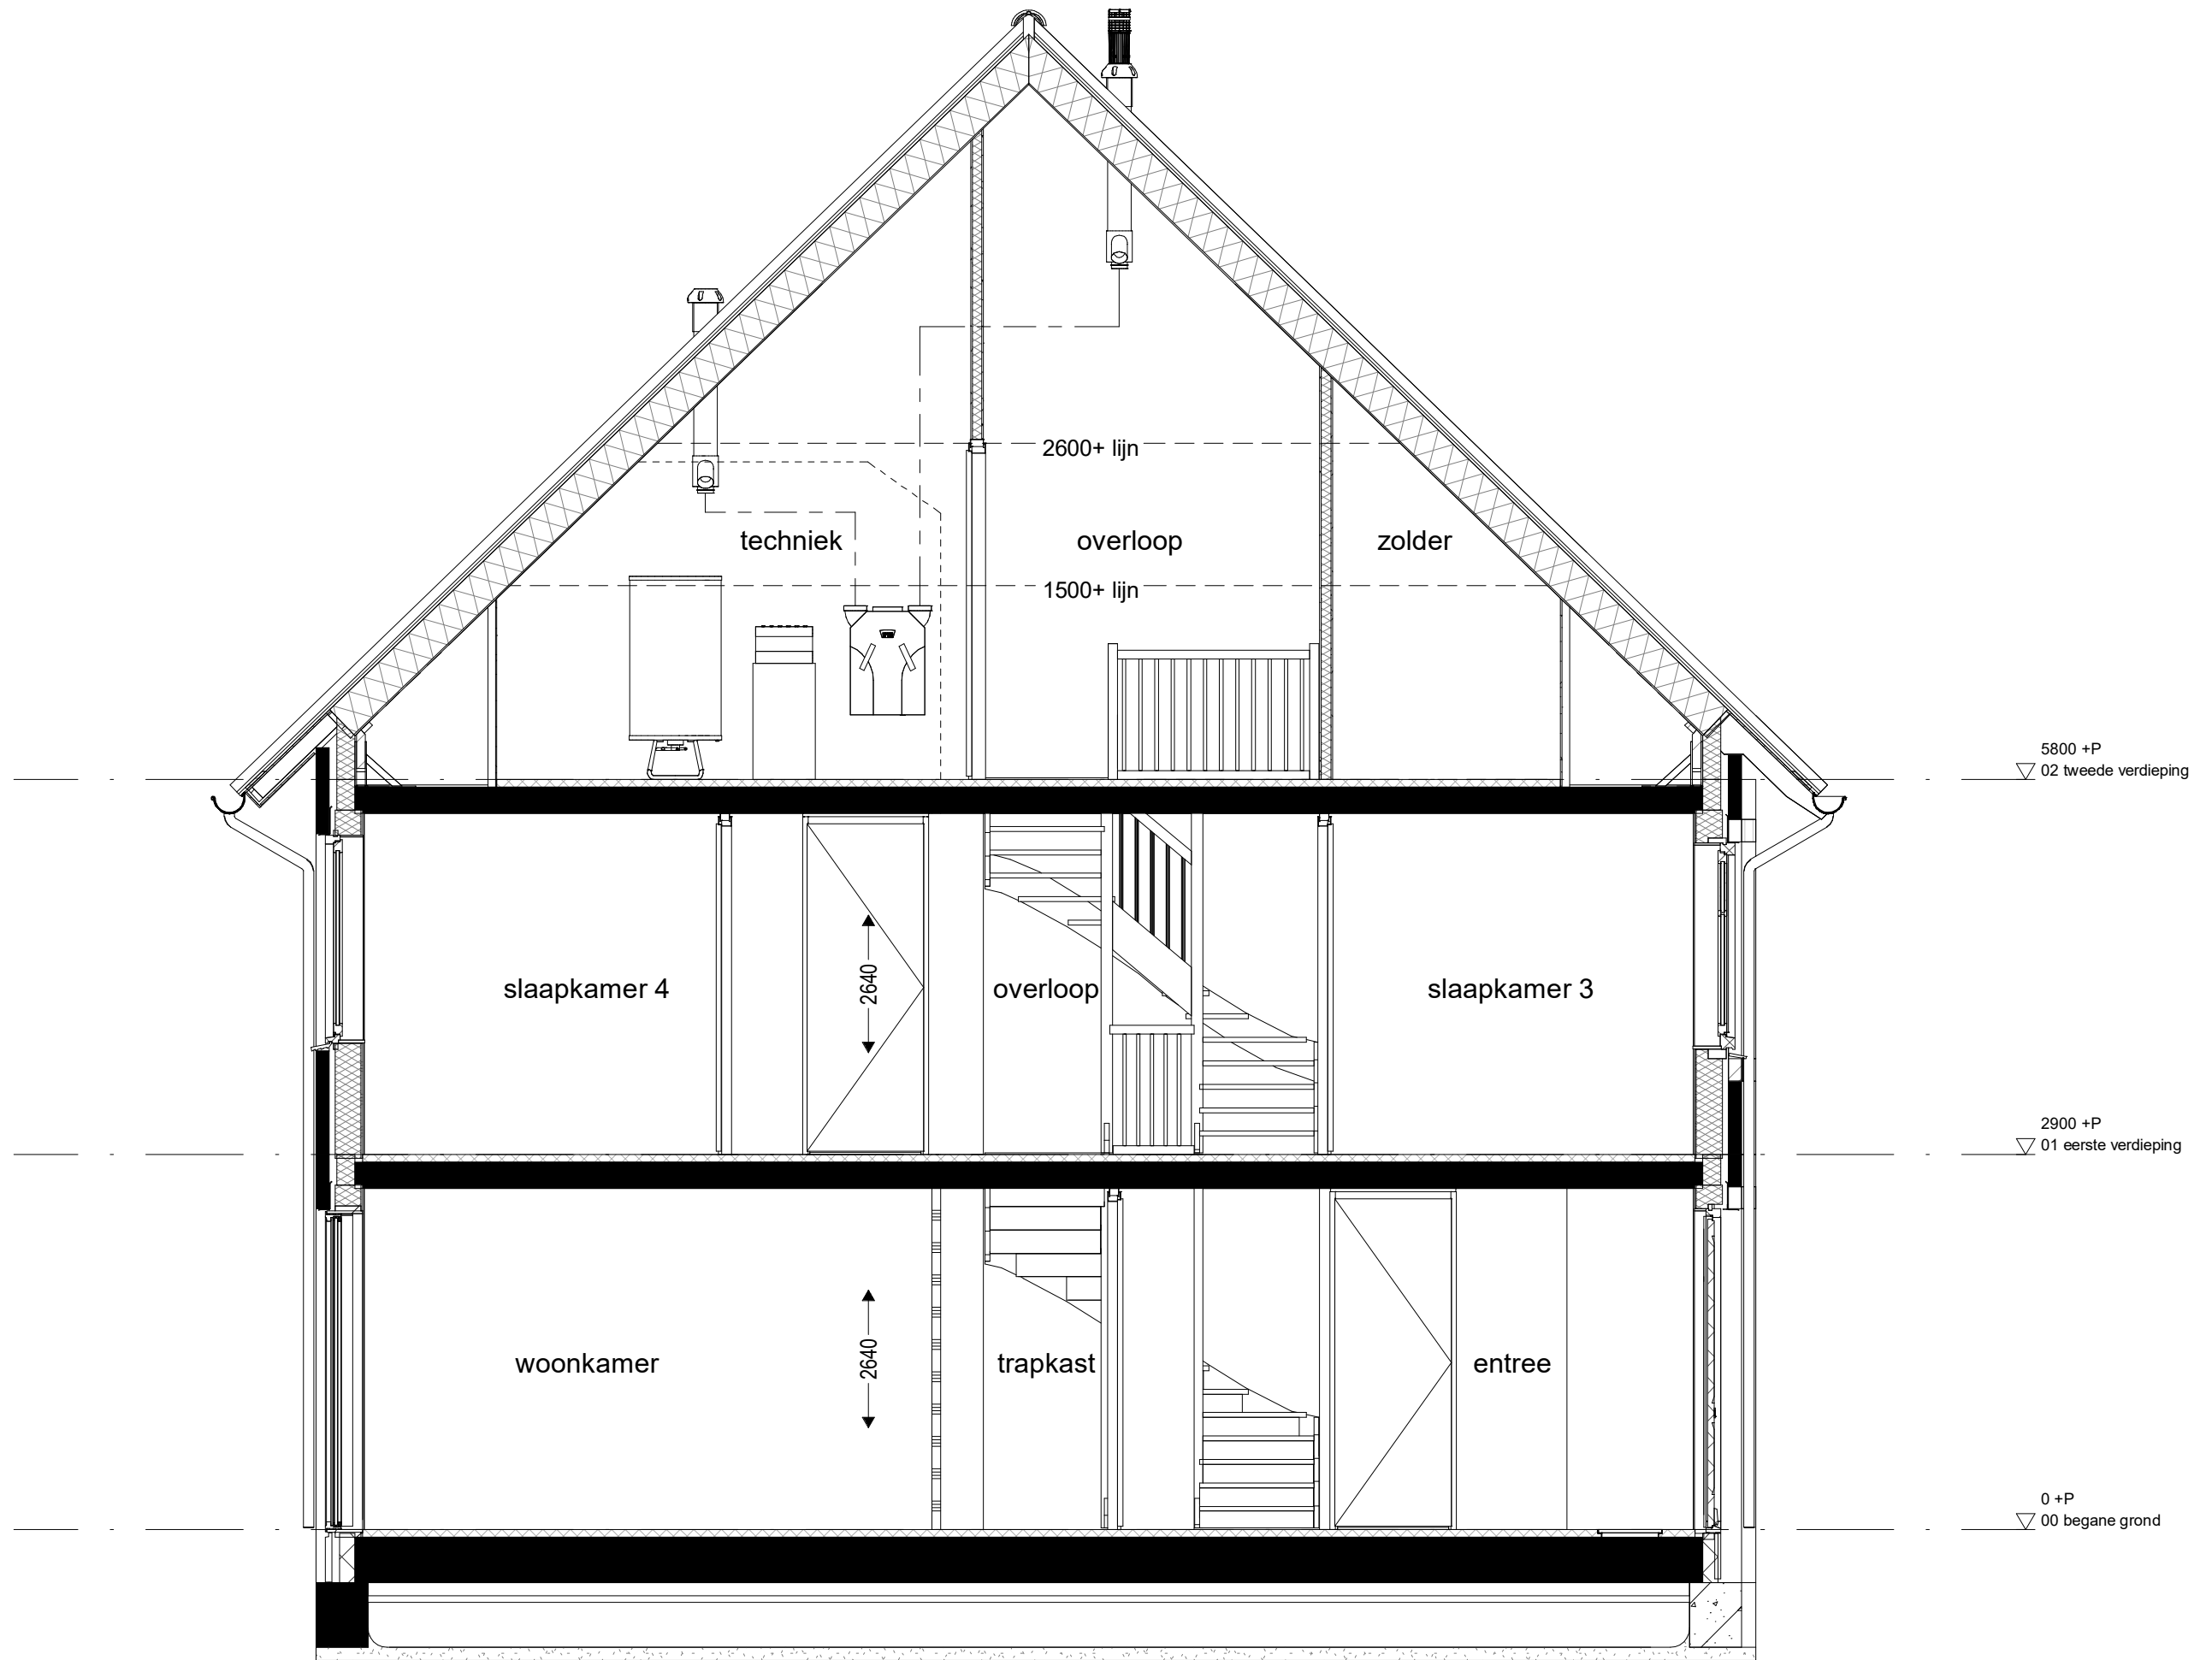 2600+ lijn
techniek
overloop
zolder
1500+ lijn
5800 +P
02 tweede verdieping
slaapkamer 4
2640
overloop
slaapkamer 3
2900 +P
01 eerste verdieping
woonkamer
2640
trapkast
entree
0 +P
00 begane grond